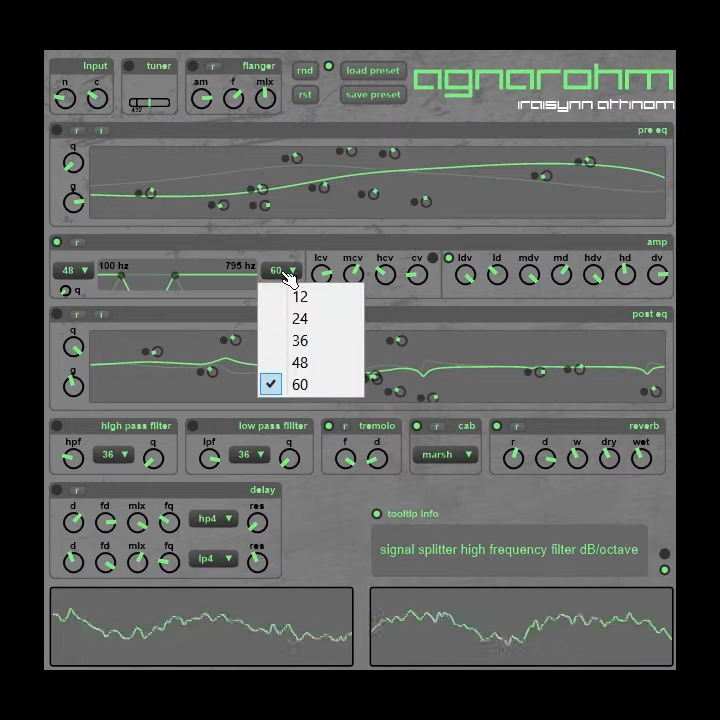 input
tuner
r
flanger
rnd
load preset
agnarohm
n
c
am
f
mix
rst
save preset
iraisynn attinom
r
i
pre eq
q
g
r
amp
48
100 hz
795 hz
60
lcv
mcv
hcv
cv
ldv
ld
mdv
md
hdv
hd
dv
q
12
24
36
48
60
r
i
post eq
q
g
high pass filter
low pass filter
r
tremolo
r
cab
r
reverb
hpf
36
q
lpf
36
q
f
d
marsh
r
d
w
dry
wet
r
delay
d
fd
mix
fq
hp4
res
d
fd
mix
fq
lp4
res
tooltip info
signal splitter high frequency filter dB/octave